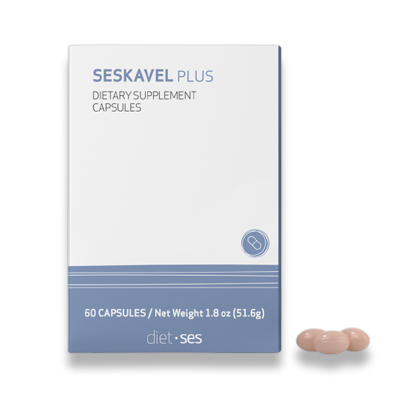 SESKAVEL PLUS
DIETARY SUPPLEMENT
CAPSULES
60 CAPSULES / Net Weight 1.8 oz (51.6g)
diet·ses